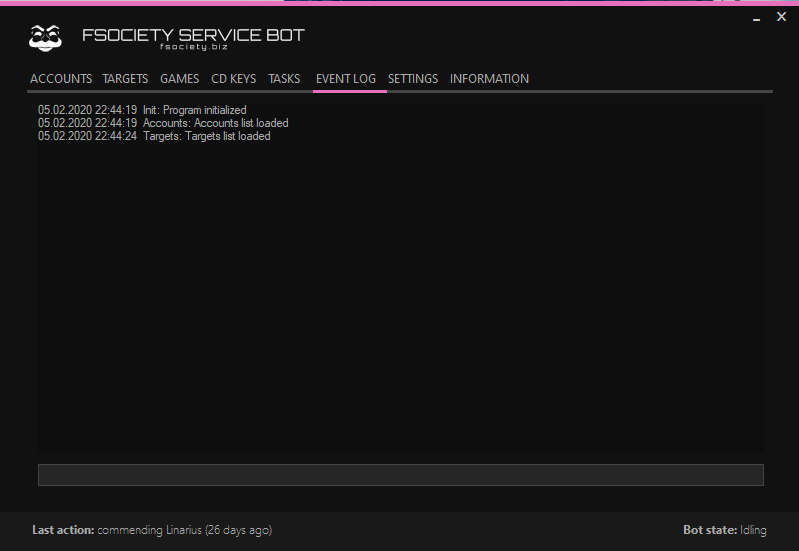 FSOCIETY SERVICE BOT
fsociety.biz
ACCOUNTS TARGETS GAMES CD KEYS TASKS EVENT LOG SETTINGS INFORMATION
05.02.2020 22:44:19 Init: Program initialized
05.02.2020 22:44:19 Accounts: Accounts list loaded
05.02.2020 22:44:24 Targets: Targets list loaded
Last action: commending Linarius (26 days ago) Bot state: Idling